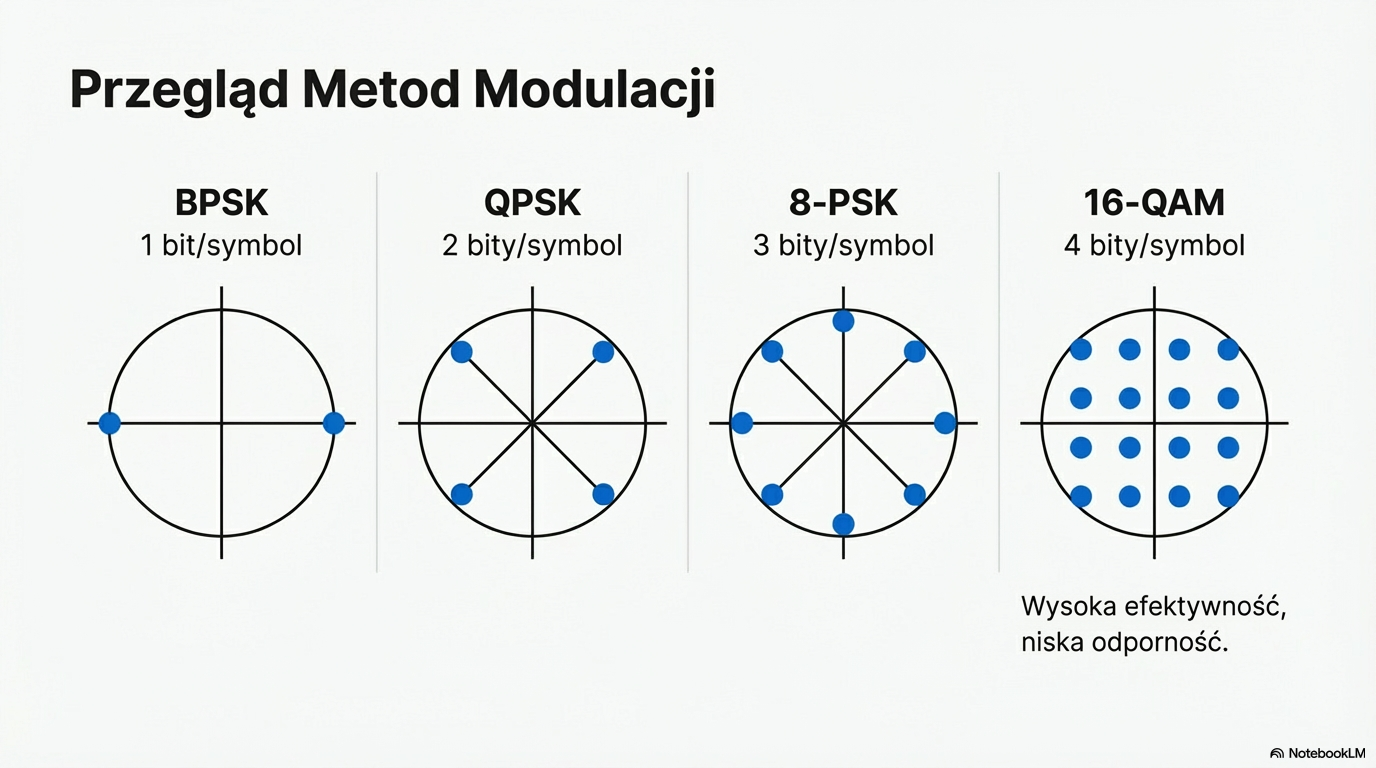 Przegląd Metod Modulacji
BPSK
1 bit/symbol
QPSK
2 bity/symbol
8-PSK
3 bity/symbol
16-QAM
4 bity/symbol
Wysoka efektywność,
niska odporność.
NotebookLM